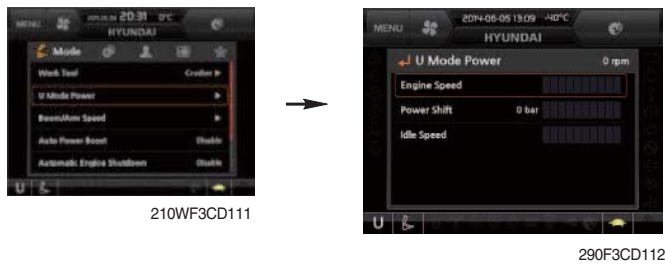 MENU 20:31 0°C
HYUNDAI
Mode
Work Tool Crusher
U Mode Power
Boom/Arm Speed
Auto Power Boost Disable
Automatic Engine Shutdown Disable
U
210WF3CD111
MENU 2014-06-05 13:09 -40°C
HYUNDAI
U Mode Power 0 rpm
Engine Speed
Power Shift 0 bar
Idle Speed
U
290F3CD112